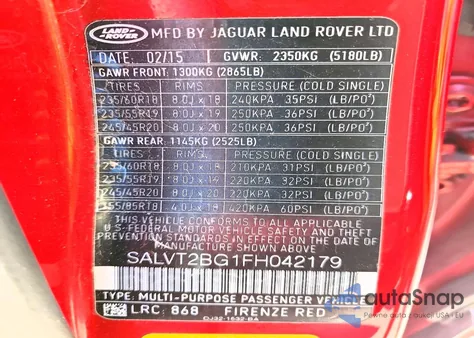 LAND ROVER
MFD BY JAGUAR LAND ROVER LTD
DATE: 02/15 GVWR: 2350KG (5180LB)
GAWR FRONT: 1300KG (2865LB)
TIRES RIMS PRESSURE (COLD SINGLE)
235/60R18 8.0J x 18 240KPA 35PSI (LB/PO²)
235/55R19 8.0J x 19 250KPA 36PSI (LB/PO²)
245/45R20 8.0J x 20 250KPA 36PSI (LB/PO²)
GAWR REAR: 1145KG (2525LB)
TIRES RIMS PRESSURE (COLD SINGLE)
235/60R18 8.0J x 18 210KPA 31PSI (LB/PO²)
235/55R19 8.0J x 19 220KPA 32PSI (LB/PO²)
245/45R20 8.0J x 20 220KPA 32PSI (LB/PO²)
155/85R18 4.0J x 18 420KPA 60PSI (LB/PO²)
THIS VEHICLE CONFORMS TO ALL APPLICABLE
U.S. FEDERAL MOTOR VEHICLE SAFETY AND THEFT
PREVENTION STANDARDS IN EFFECT ON THE DATE OF
MANUFACTURE SHOWN ABOVE
SALVT2BG1FH042179
TYPE: MULTI-PURPOSE PASSENGER VEHICLE
LRC: 868 FIRENZE RED
autaSnap
Pewne auta z USA i EU